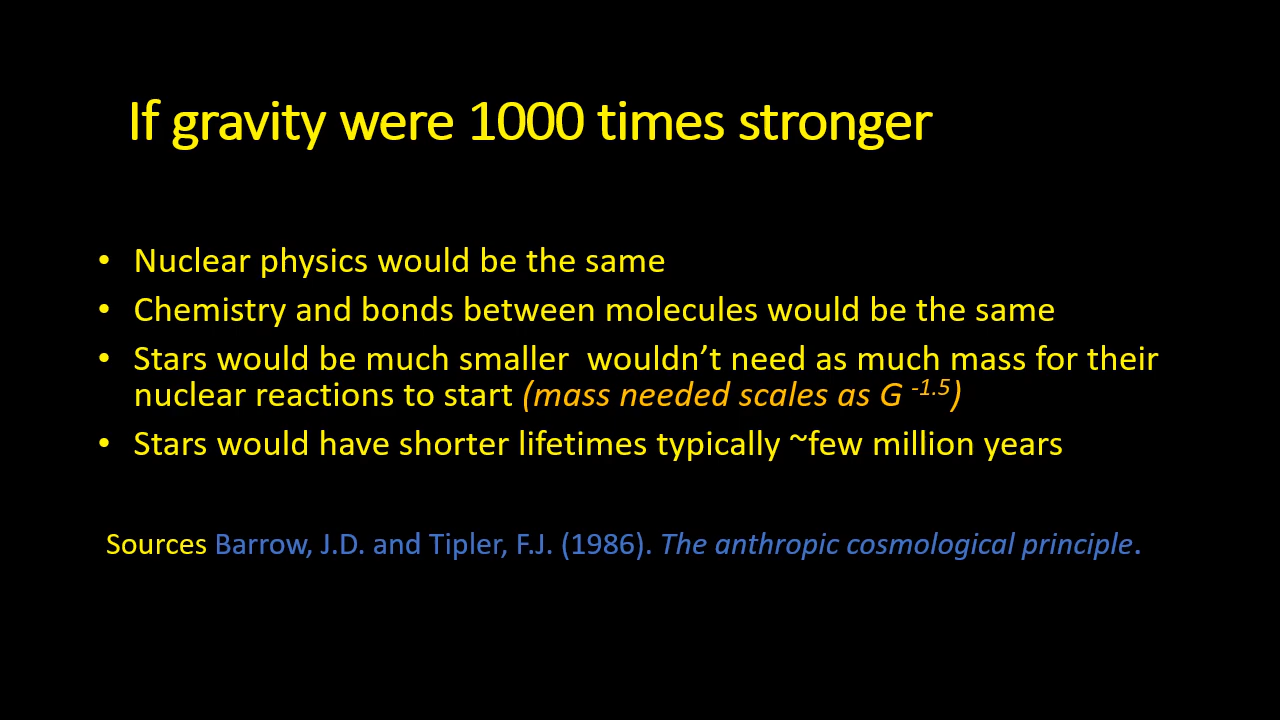 If gravity were 1000 times stronger
• Nuclear physics would be the same
• Chemistry and bonds between molecules would be the same
• Stars would be much smaller  wouldn’t need as much mass for their
nuclear reactions to start (mass needed scales as G ⁻¹·⁵)
• Stars would have shorter lifetimes typically ~few million years
Sources Barrow, J.D. and Tipler, F.J. (1986). The anthropic cosmological principle.